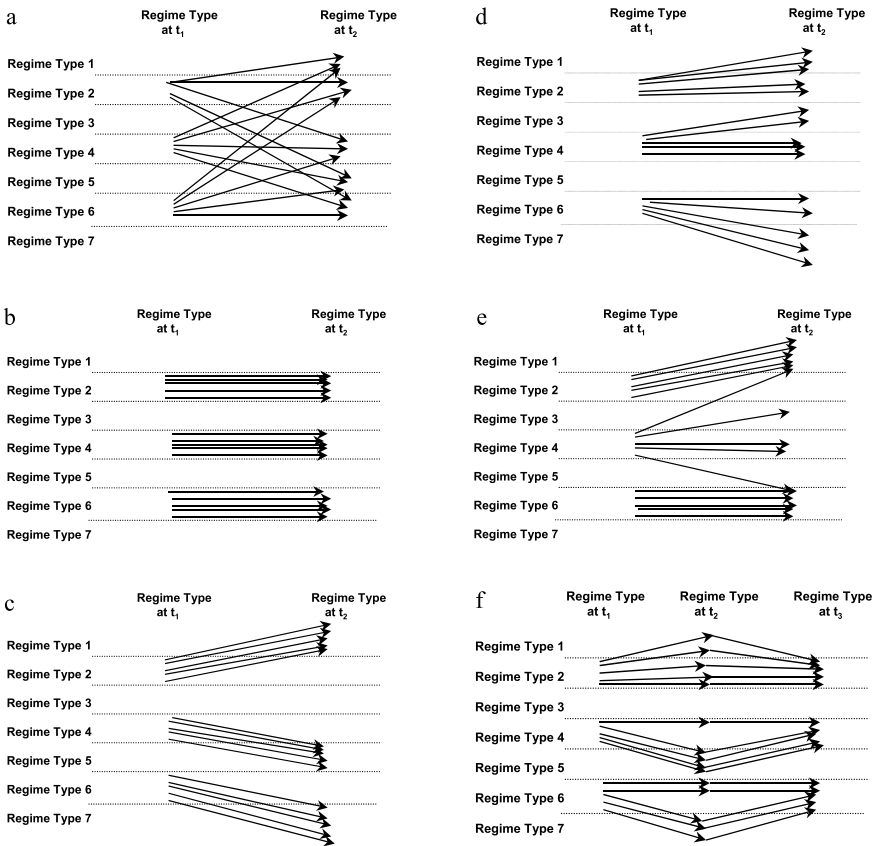 a
Regime Type
at t1
Regime Type
at t2
Regime Type 1
Regime Type 2
Regime Type 3
Regime Type 4
Regime Type 5
Regime Type 6
Regime Type 7
b
Regime Type
at t1
Regime Type
at t2
Regime Type 1
Regime Type 2
Regime Type 3
Regime Type 4
Regime Type 5
Regime Type 6
Regime Type 7
c
Regime Type
at t1
Regime Type
at t2
Regime Type 1
Regime Type 2
Regime Type 3
Regime Type 4
Regime Type 5
Regime Type 6
Regime Type 7
d
Regime Type
at t1
Regime Type
at t2
Regime Type 1
Regime Type 2
Regime Type 3
Regime Type 4
Regime Type 5
Regime Type 6
Regime Type 7
e
Regime Type
at t1
Regime Type
at t2
Regime Type 1
Regime Type 2
Regime Type 3
Regime Type 4
Regime Type 5
Regime Type 6
Regime Type 7
f
Regime Type
at t1
Regime Type
at t2
Regime Type
at t3
Regime Type 1
Regime Type 2
Regime Type 3
Regime Type 4
Regime Type 5
Regime Type 6
Regime Type 7